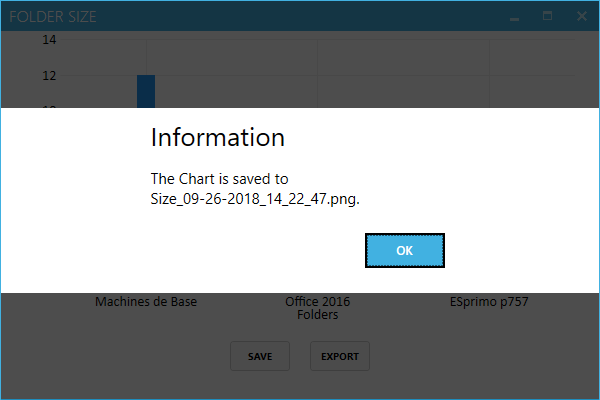 FOLDER SIZE
14
12
10
Information
The Chart is saved to
Size_09-26-2018_14_22_47.png.
OK
Machines de Base Office 2016 ESprimo p757
Folders
SAVE EXPORT